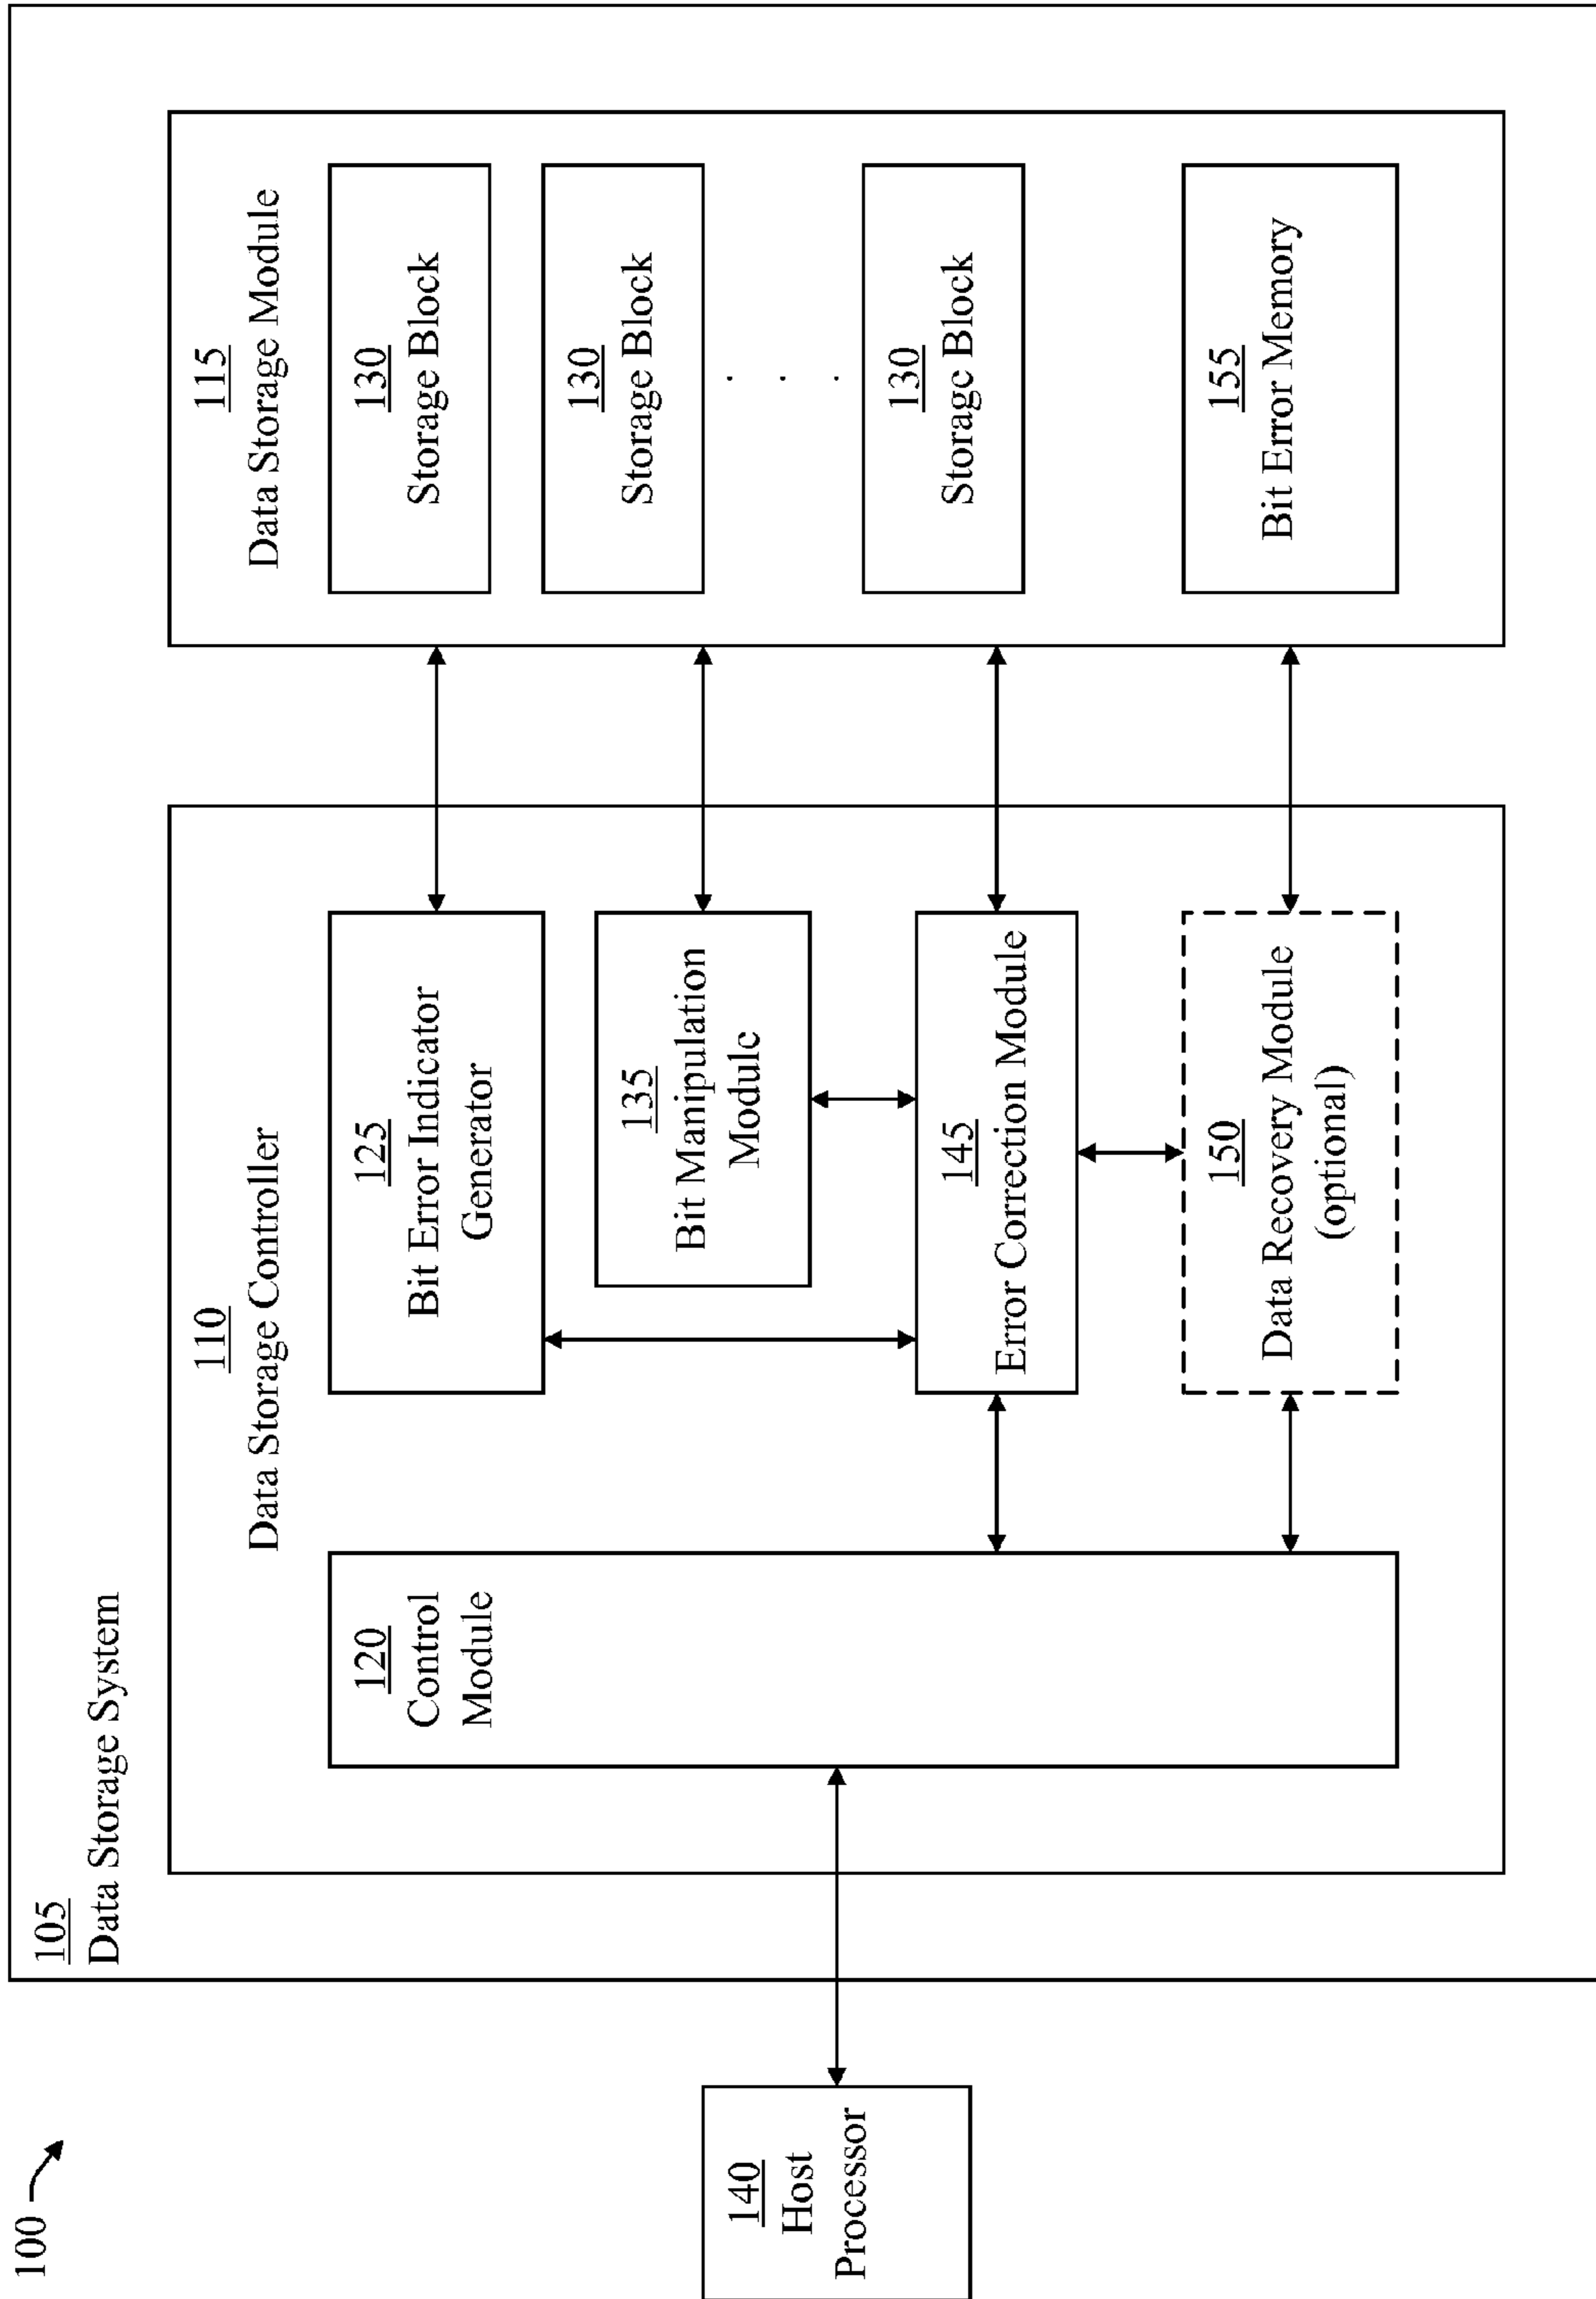 100
105
Data Storage System
110
Data Storage Controller
115
Data Storage Module
140
Host
Processor
120
Control
Module
125
Bit Error Indicator
Generator
135
Bit Manipulation
Module
145
Error Correction Module
150
Data Recovery Module
(optional)
130
Storage Block
130
Storage Block
. . .
130
Storage Block
155
Bit Error Memory